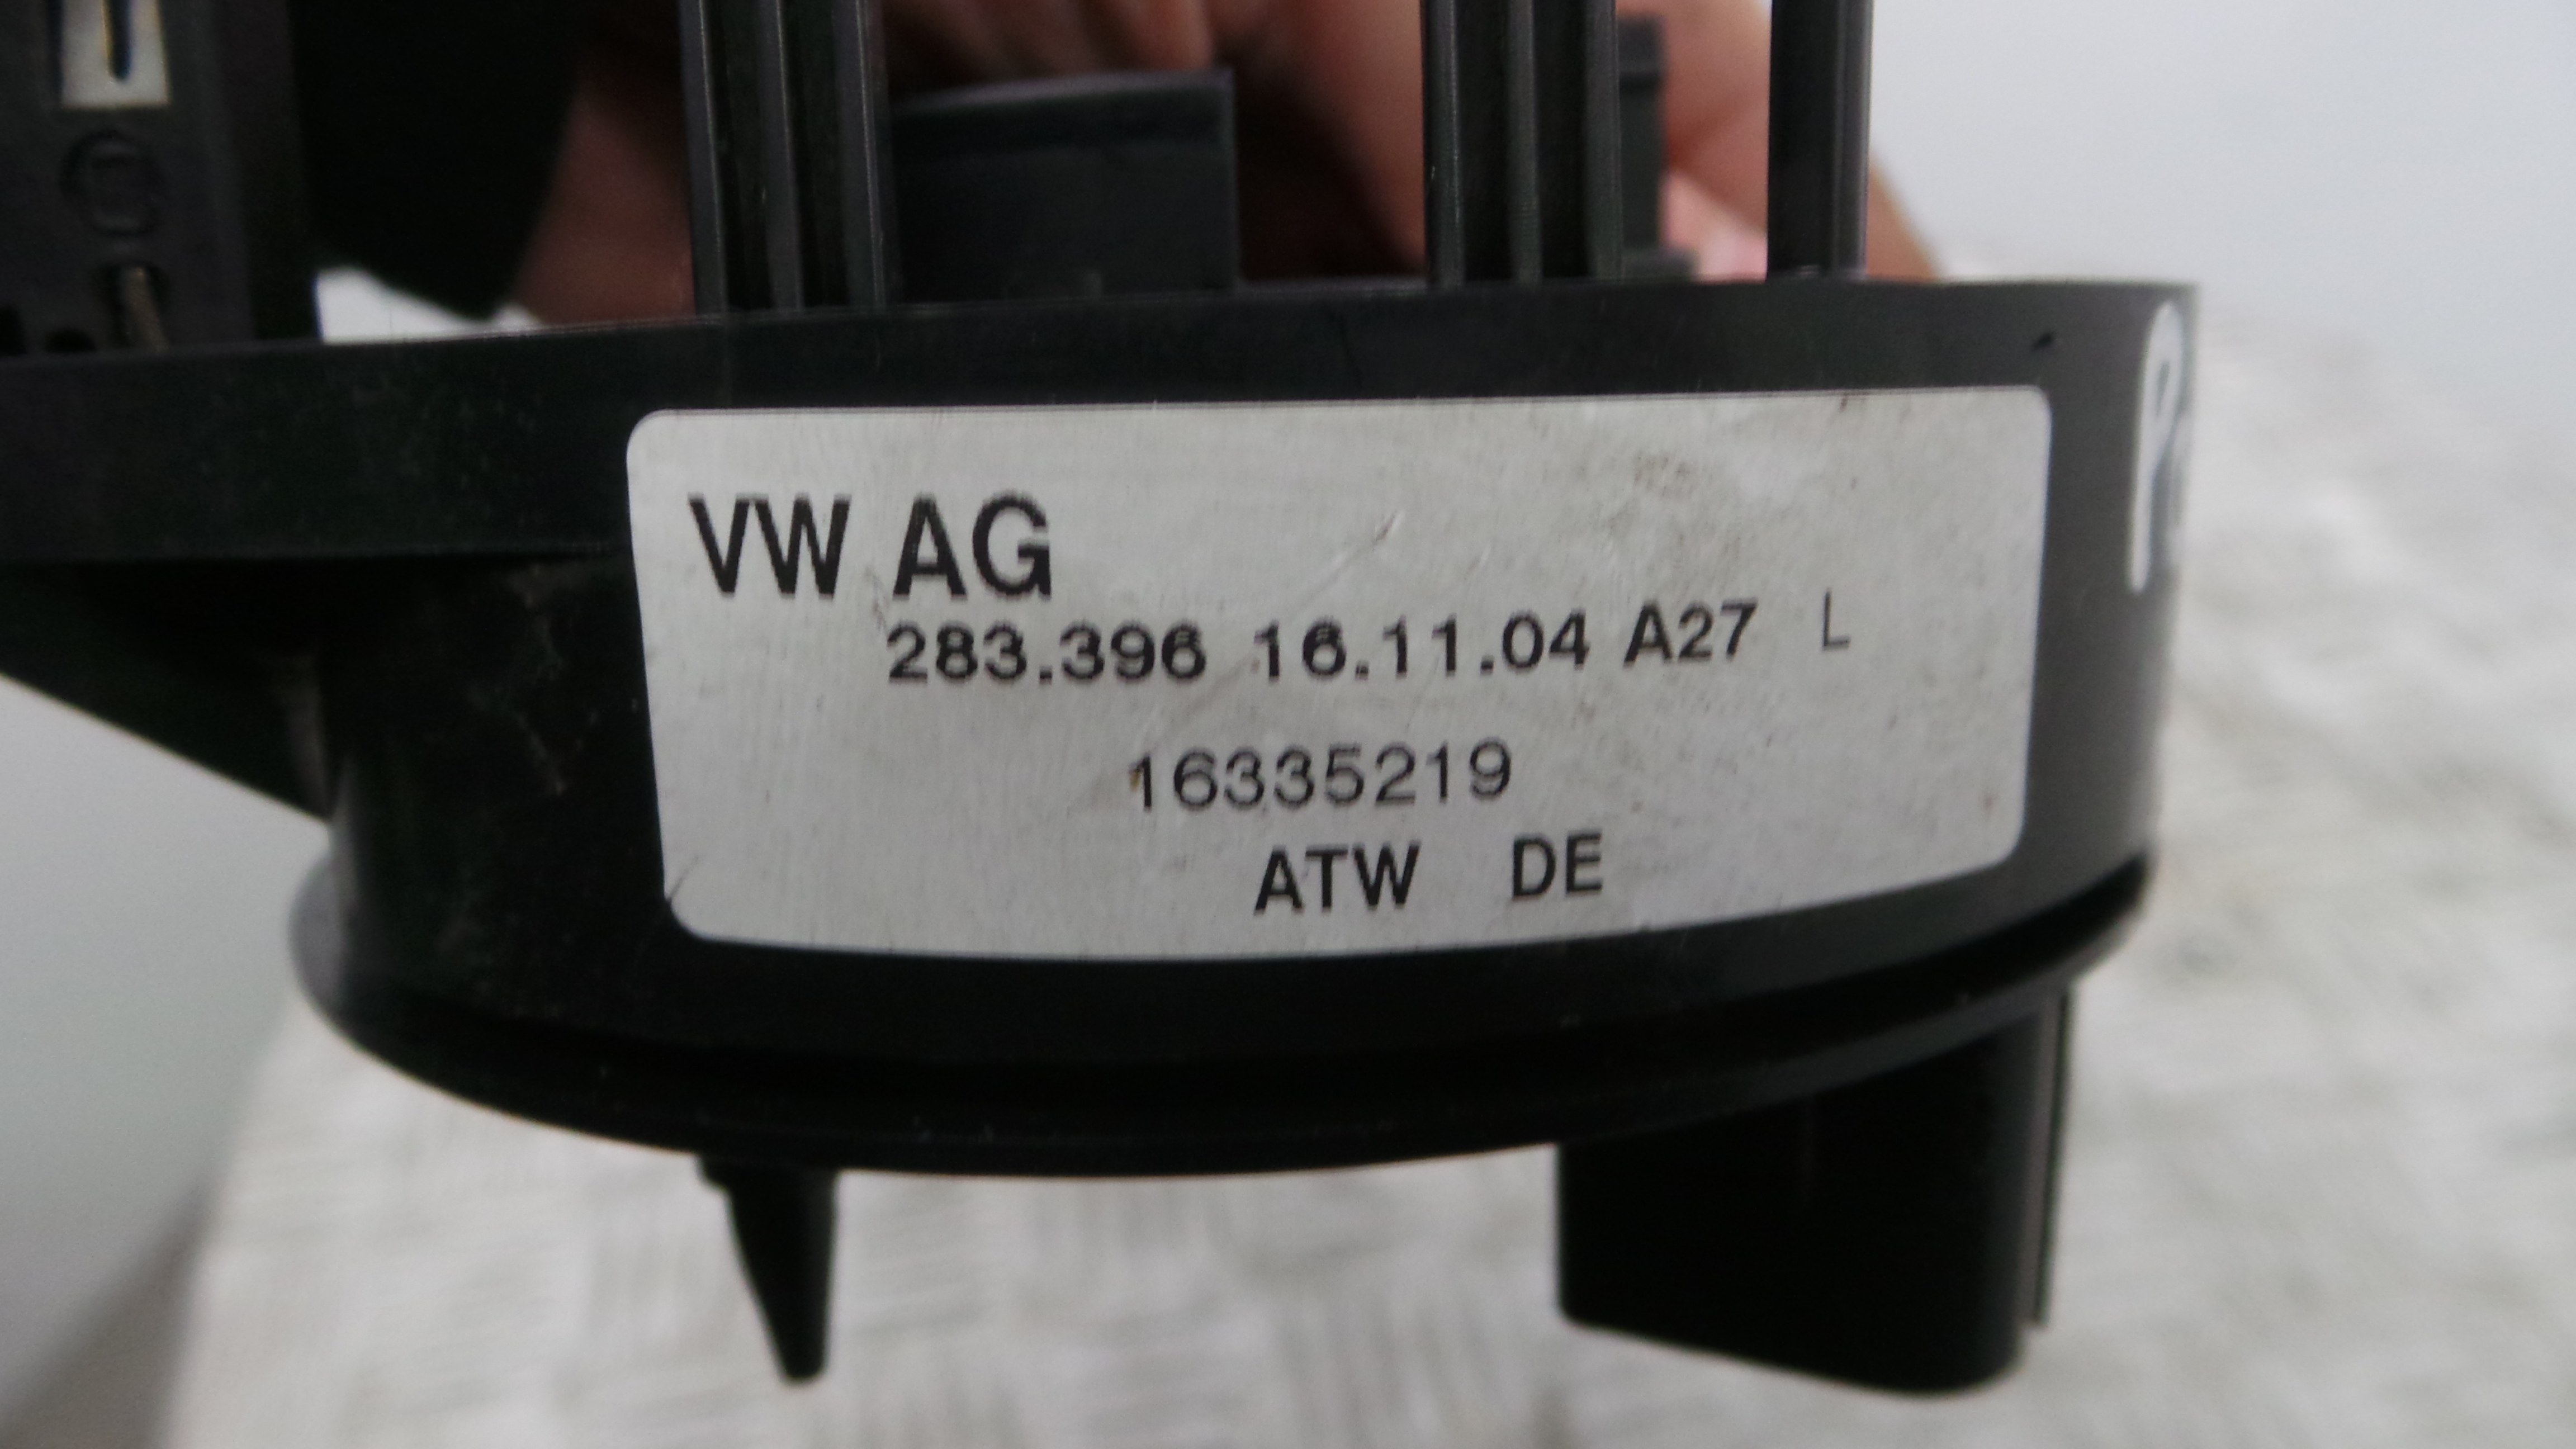 VW AG
283.396 16.11.04 A27 L
16335219
ATW DE